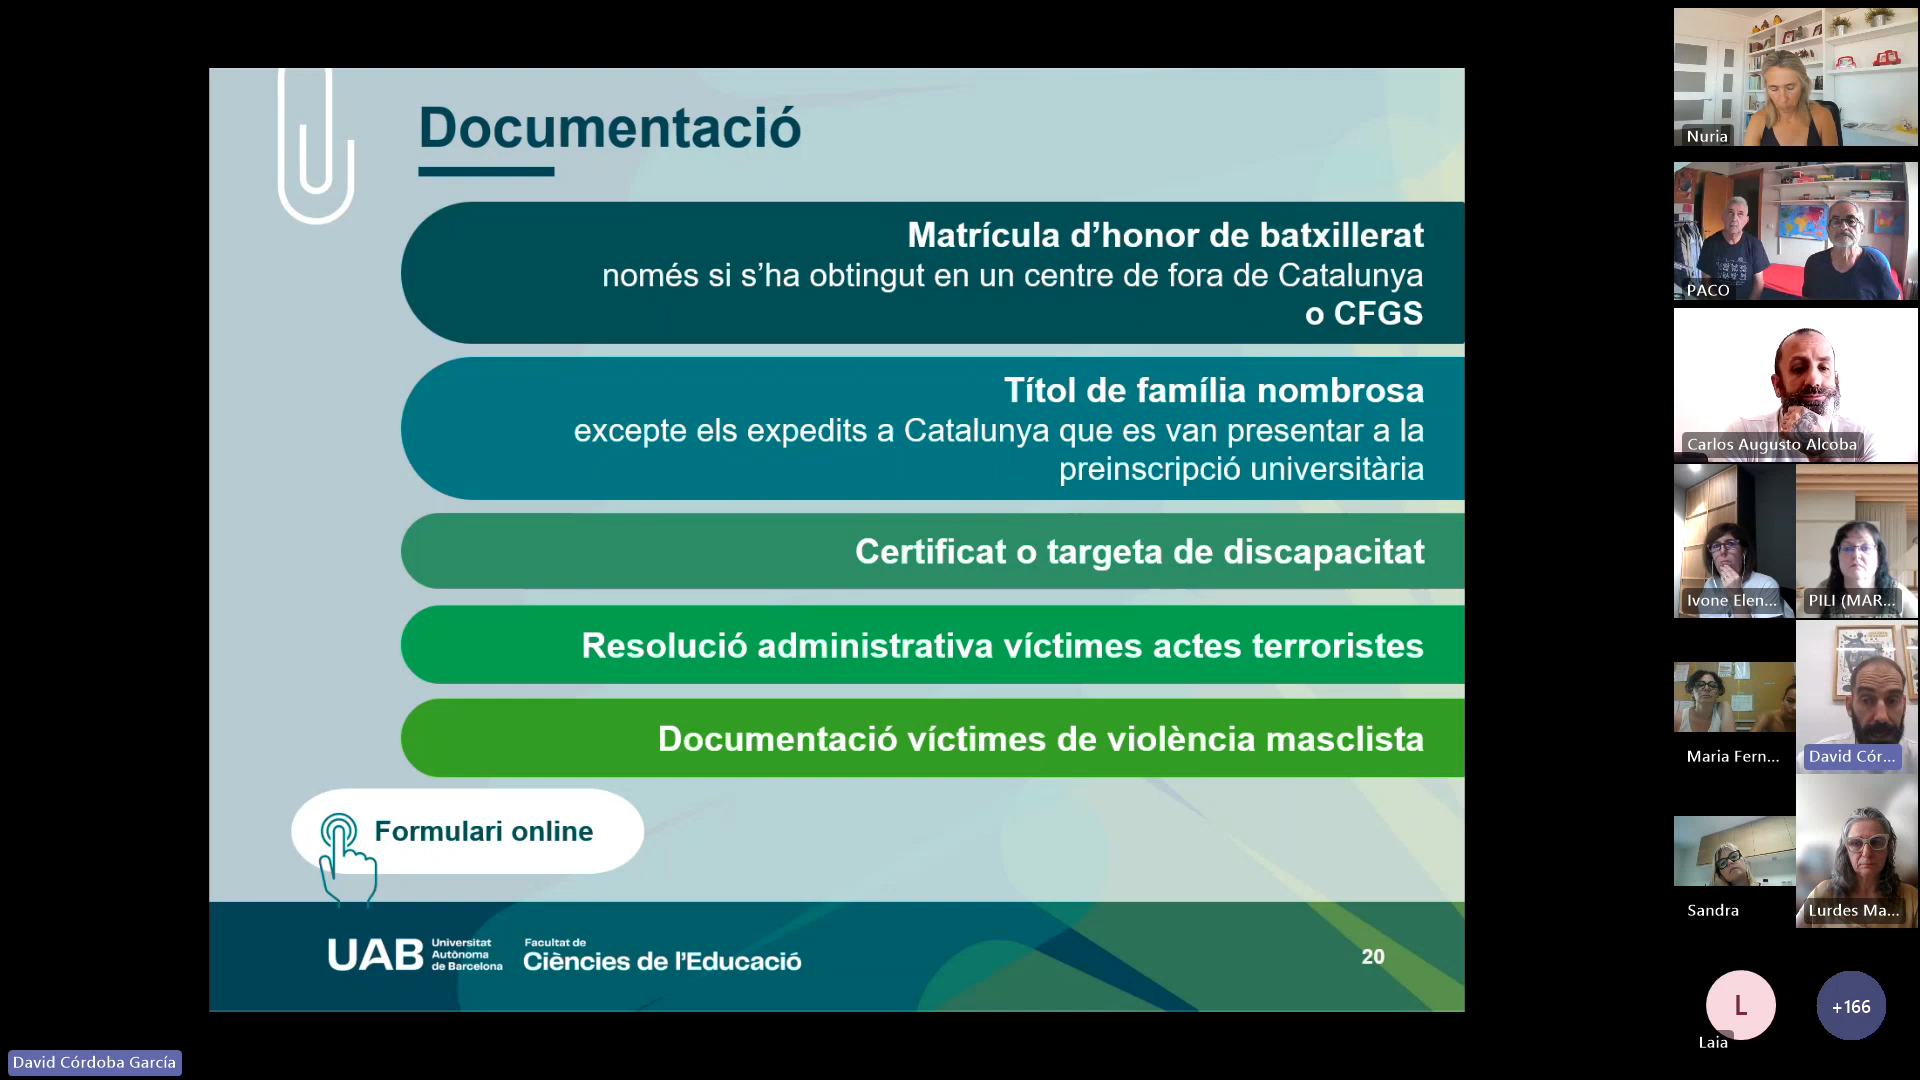 Documentació
Matrícula d’honor de batxillerat
només si s’ha obtingut en un centre de fora de Catalunya
o CFGS
Títol de família nombrosa
excepte els expedits a Catalunya que es van presentar a la
preinscripció universitària
Certificat o targeta de discapacitat
Resolució administrativa víctimes actes terroristes
Documentació víctimes de violència masclista
Formulari online
UAB
Universitat
Autònoma
de Barcelona
Facultat de
Ciències de l’Educació
20
David Córdoba García
Nuria
PACO
Carlos Augusto Alcoba
Ivone Elen...
PILI (MAR...
Maria Fern...
David Cór...
Sandra
Lurdes Ma...
L
Laia
+166